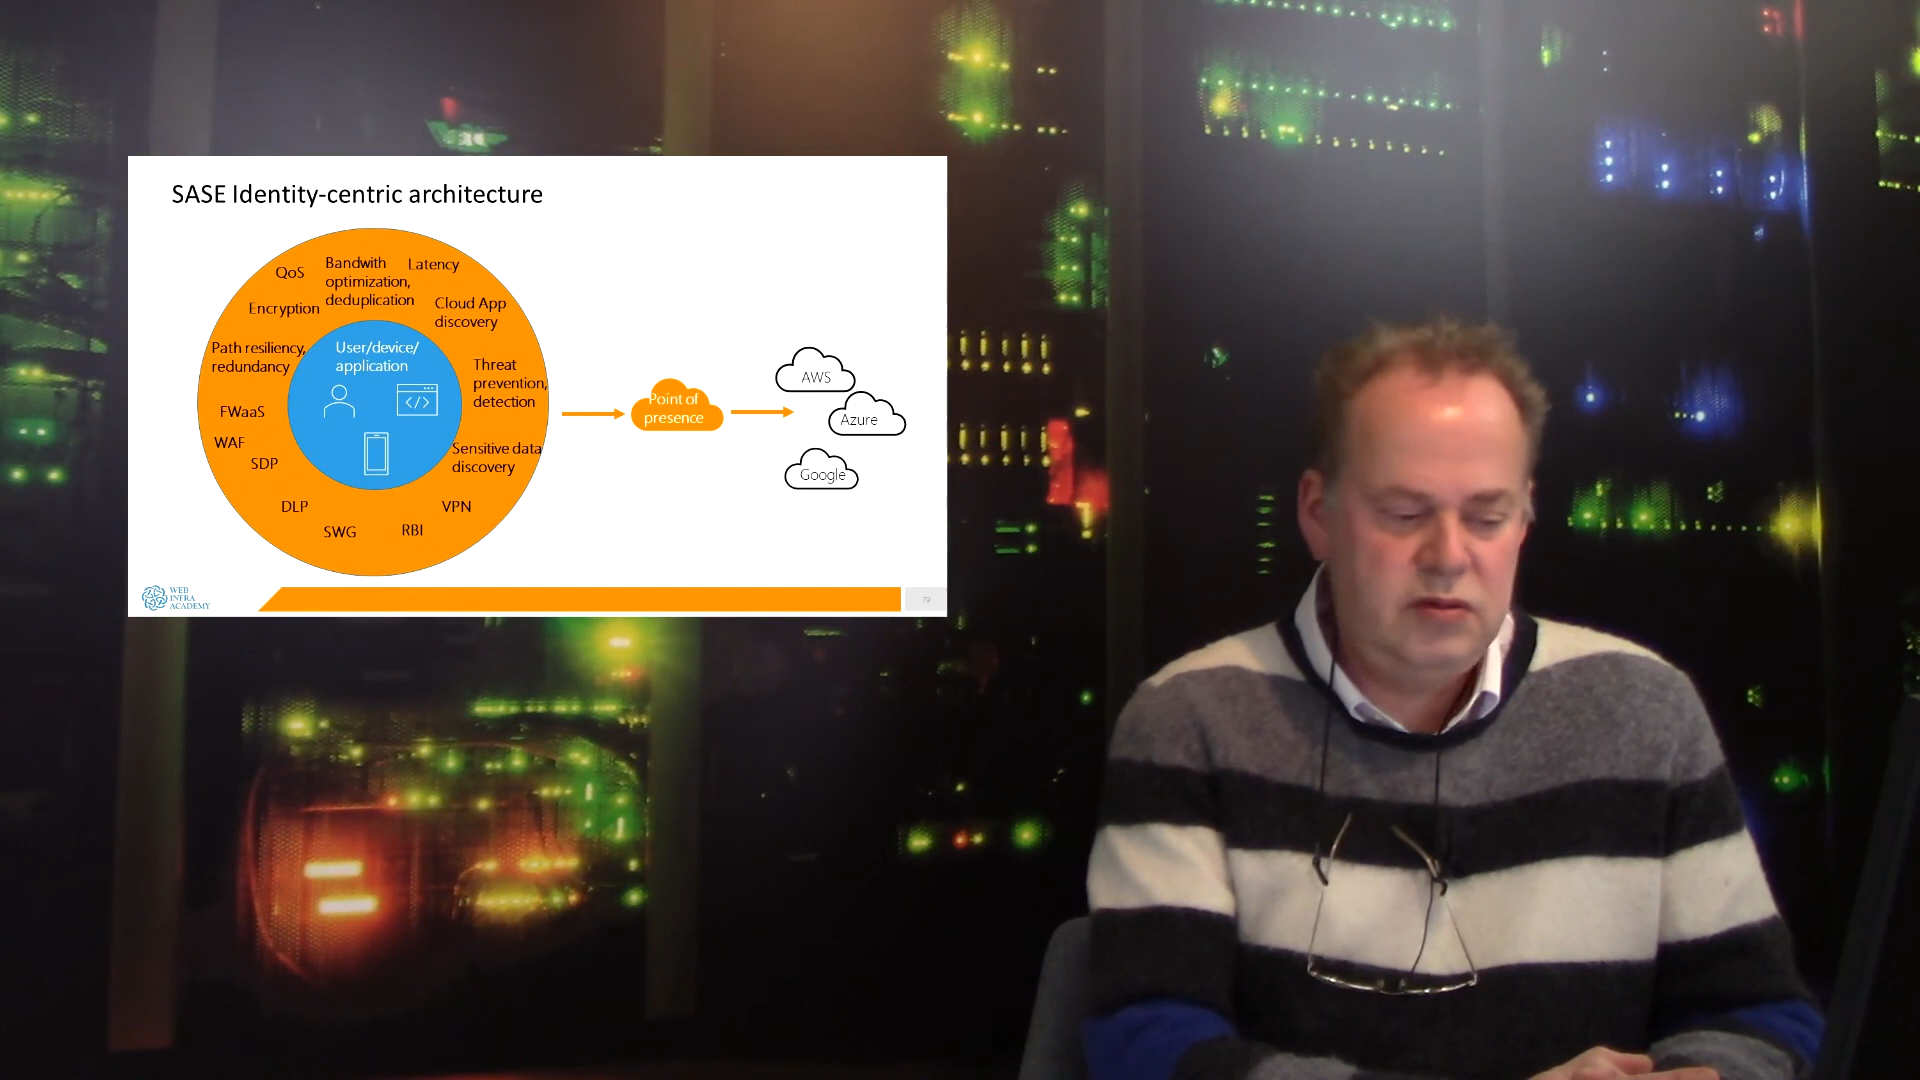 SASE Identity-centric architecture
QoS
Bandwith
optimization,
deduplication
Latency
Encryption
Cloud App
discovery
Path resiliency,
redundancy
User/device/
application
Threat
prevention,
detection
FWaaS
WAF
SDP
Sensitive data
discovery
DLP
VPN
SWG
RBI
Point of
presence
AWS
Azure
Google
WEB
INFRA
ACADEMY
79